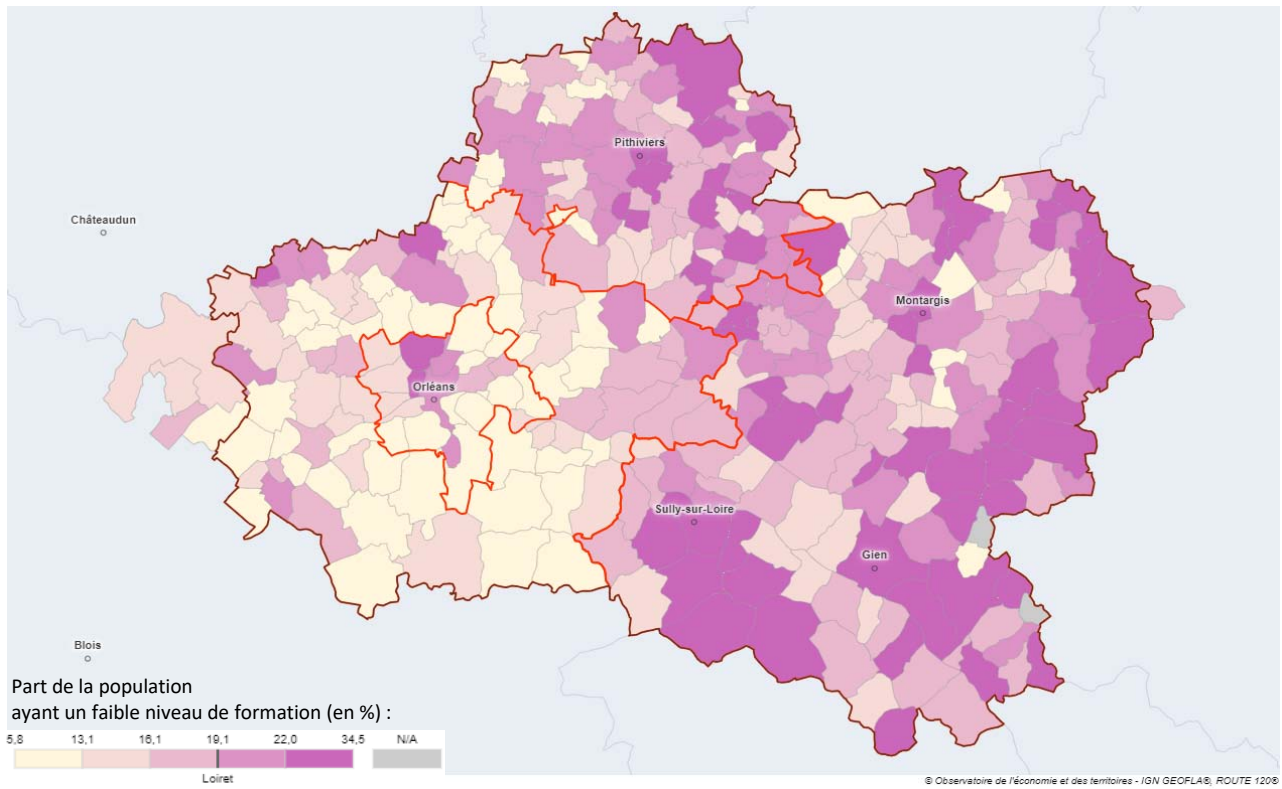 Pithiviers
Châteaudun
Montargis
Orléans
Sully-sur-Loire
Gien
Blois
Part de la population
ayant un faible niveau de formation (en %) :
5,8 13,1 16,1 19,1 22,0 34,5 N/A
Loiret
© Observatoire de l'économie et des territoires - IGN GEOFLA®, ROUTE 120®